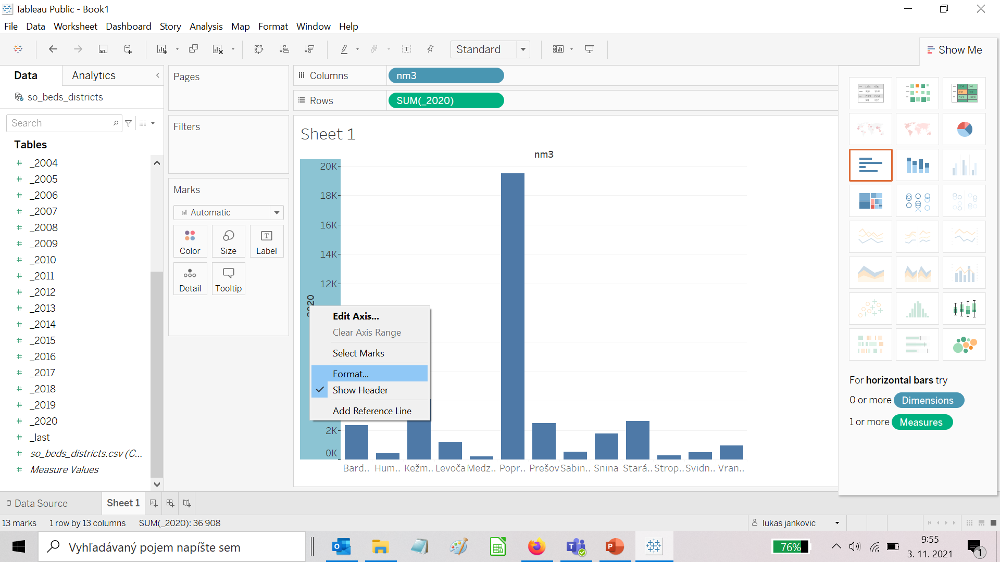 Tableau Public - Book1
File Data Worksheet Dashboard Story Analysis Map Format Window Help
Standard
Show Me
Data Analytics
so_beds_districts
Search
Tables
_2004
_2005
_2006
_2007
_2008
_2009
_2010
_2011
_2012
_2013
_2014
_2015
_2016
_2017
_2018
_2019
_2020
_last
so_beds_districts.csv (C...
Measure Values
Pages
Filters
Marks
Automatic
Color Size Label
Detail Tooltip
Columns nm3
Rows SUM(_2020)
Sheet 1
nm3
20K
18K
16K
14K
12K
2K
0K
Edit Axis...
Clear Axis Range
Select Marks
Format...
Show Header
Add Reference Line
Bard.. Hum.. Kežm.. Levoča Medz.. Popr.. Prešov Sabin.. Snina Stará.. Strop.. Svidn.. Vran..
For horizontal bars try
0 or more Dimensions
1 or more Measures
Data Source Sheet 1
13 marks 1 row by 13 columns SUM(_2020): 36 908
lukas jankovic
Vyhľadávaný pojem napíšte sem
76%
9:55
3. 11. 2021
1